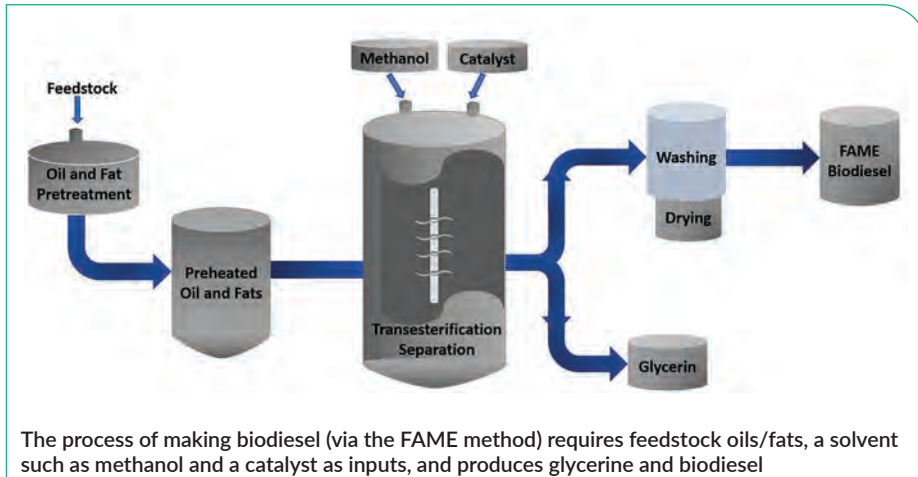 Methanol
Catalyst
Feedstock
Oil and Fat
Pretreatment
Preheated
Oil and Fats
Transesterification
Separation
Washing
Drying
FAME
Biodiesel
Glycerin
The process of making biodiesel (via the FAME method) requires feedstock oils/fats, a solvent
such as methanol and a catalyst as inputs, and produces glycerine and biodiesel